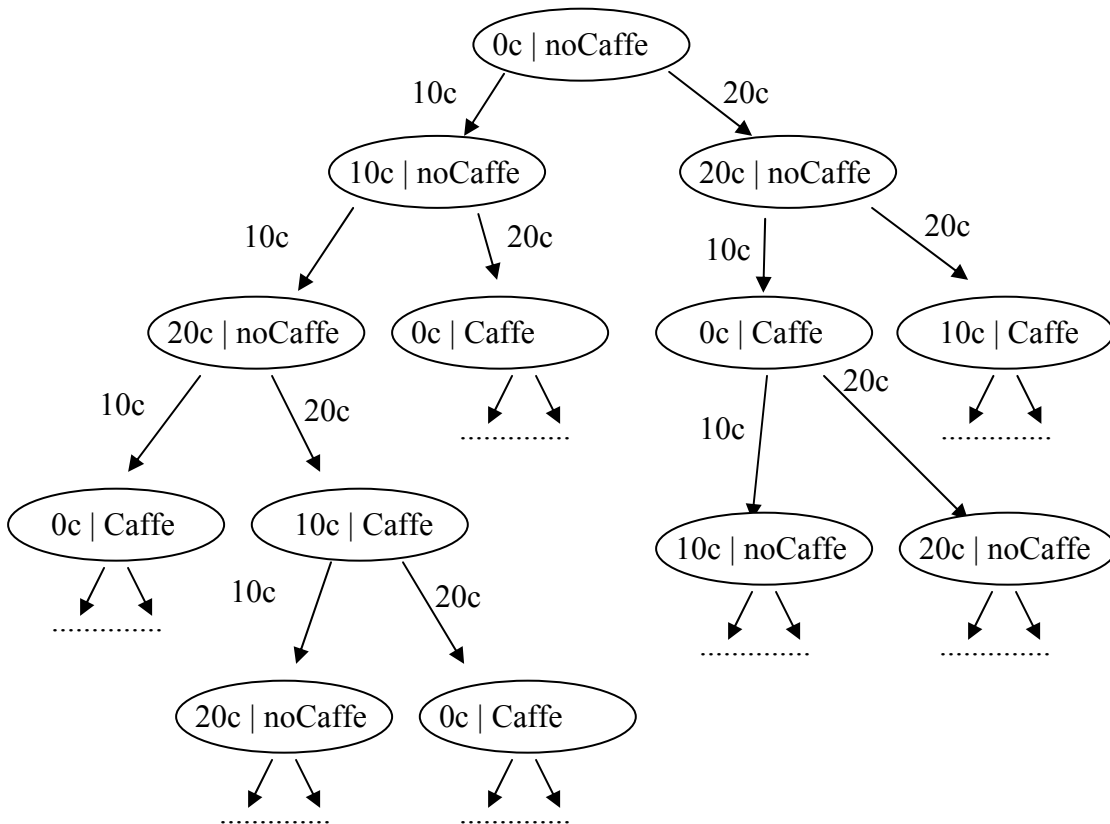 0c | noCaffe
10c 20c
10c | noCaffe 20c | noCaffe
10c 20c 10c 20c
20c | noCaffe 0c | Caffe 0c | Caffe 10c | Caffe
10c 20c 10c 20c
0c | Caffe 10c | Caffe 10c | noCaffe 20c | noCaffe
10c 20c
20c | noCaffe 0c | Caffe